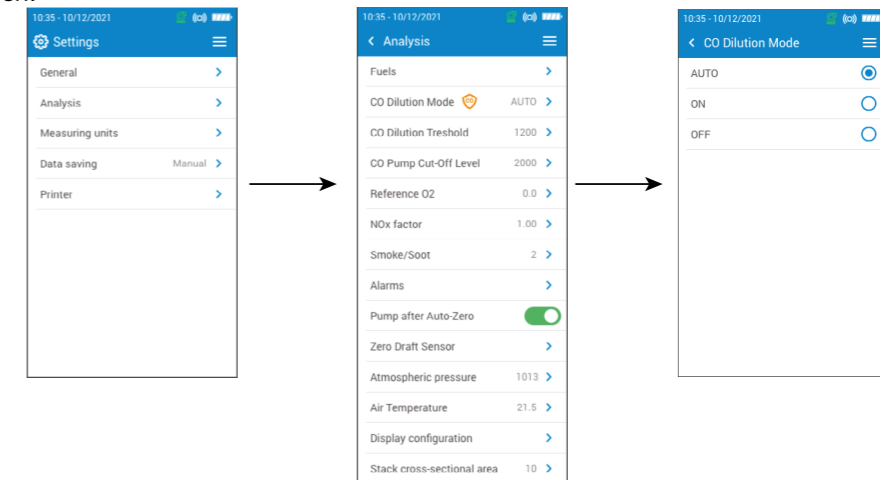 10:35 - 10/12/2021
Settings
General
Analysis
Measuring units
Data saving Manual
Printer
10:35 - 10/12/2021
Analysis
Fuels
CO Dilution Mode CO AUTO
CO Dilution Treshold 1200
CO Pump Cut-Off Level 2000
Reference O2 0.0
NOx factor 1.00
Smoke/Soot 2
Alarms
Pump after Auto-Zero
Zero Draft Sensor
Atmospheric pressure 1013
Air Temperature 21.5
Display configuration
Stack cross-sectional area 10
10:35 - 10/12/2021
CO Dilution Mode
AUTO
ON
OFF